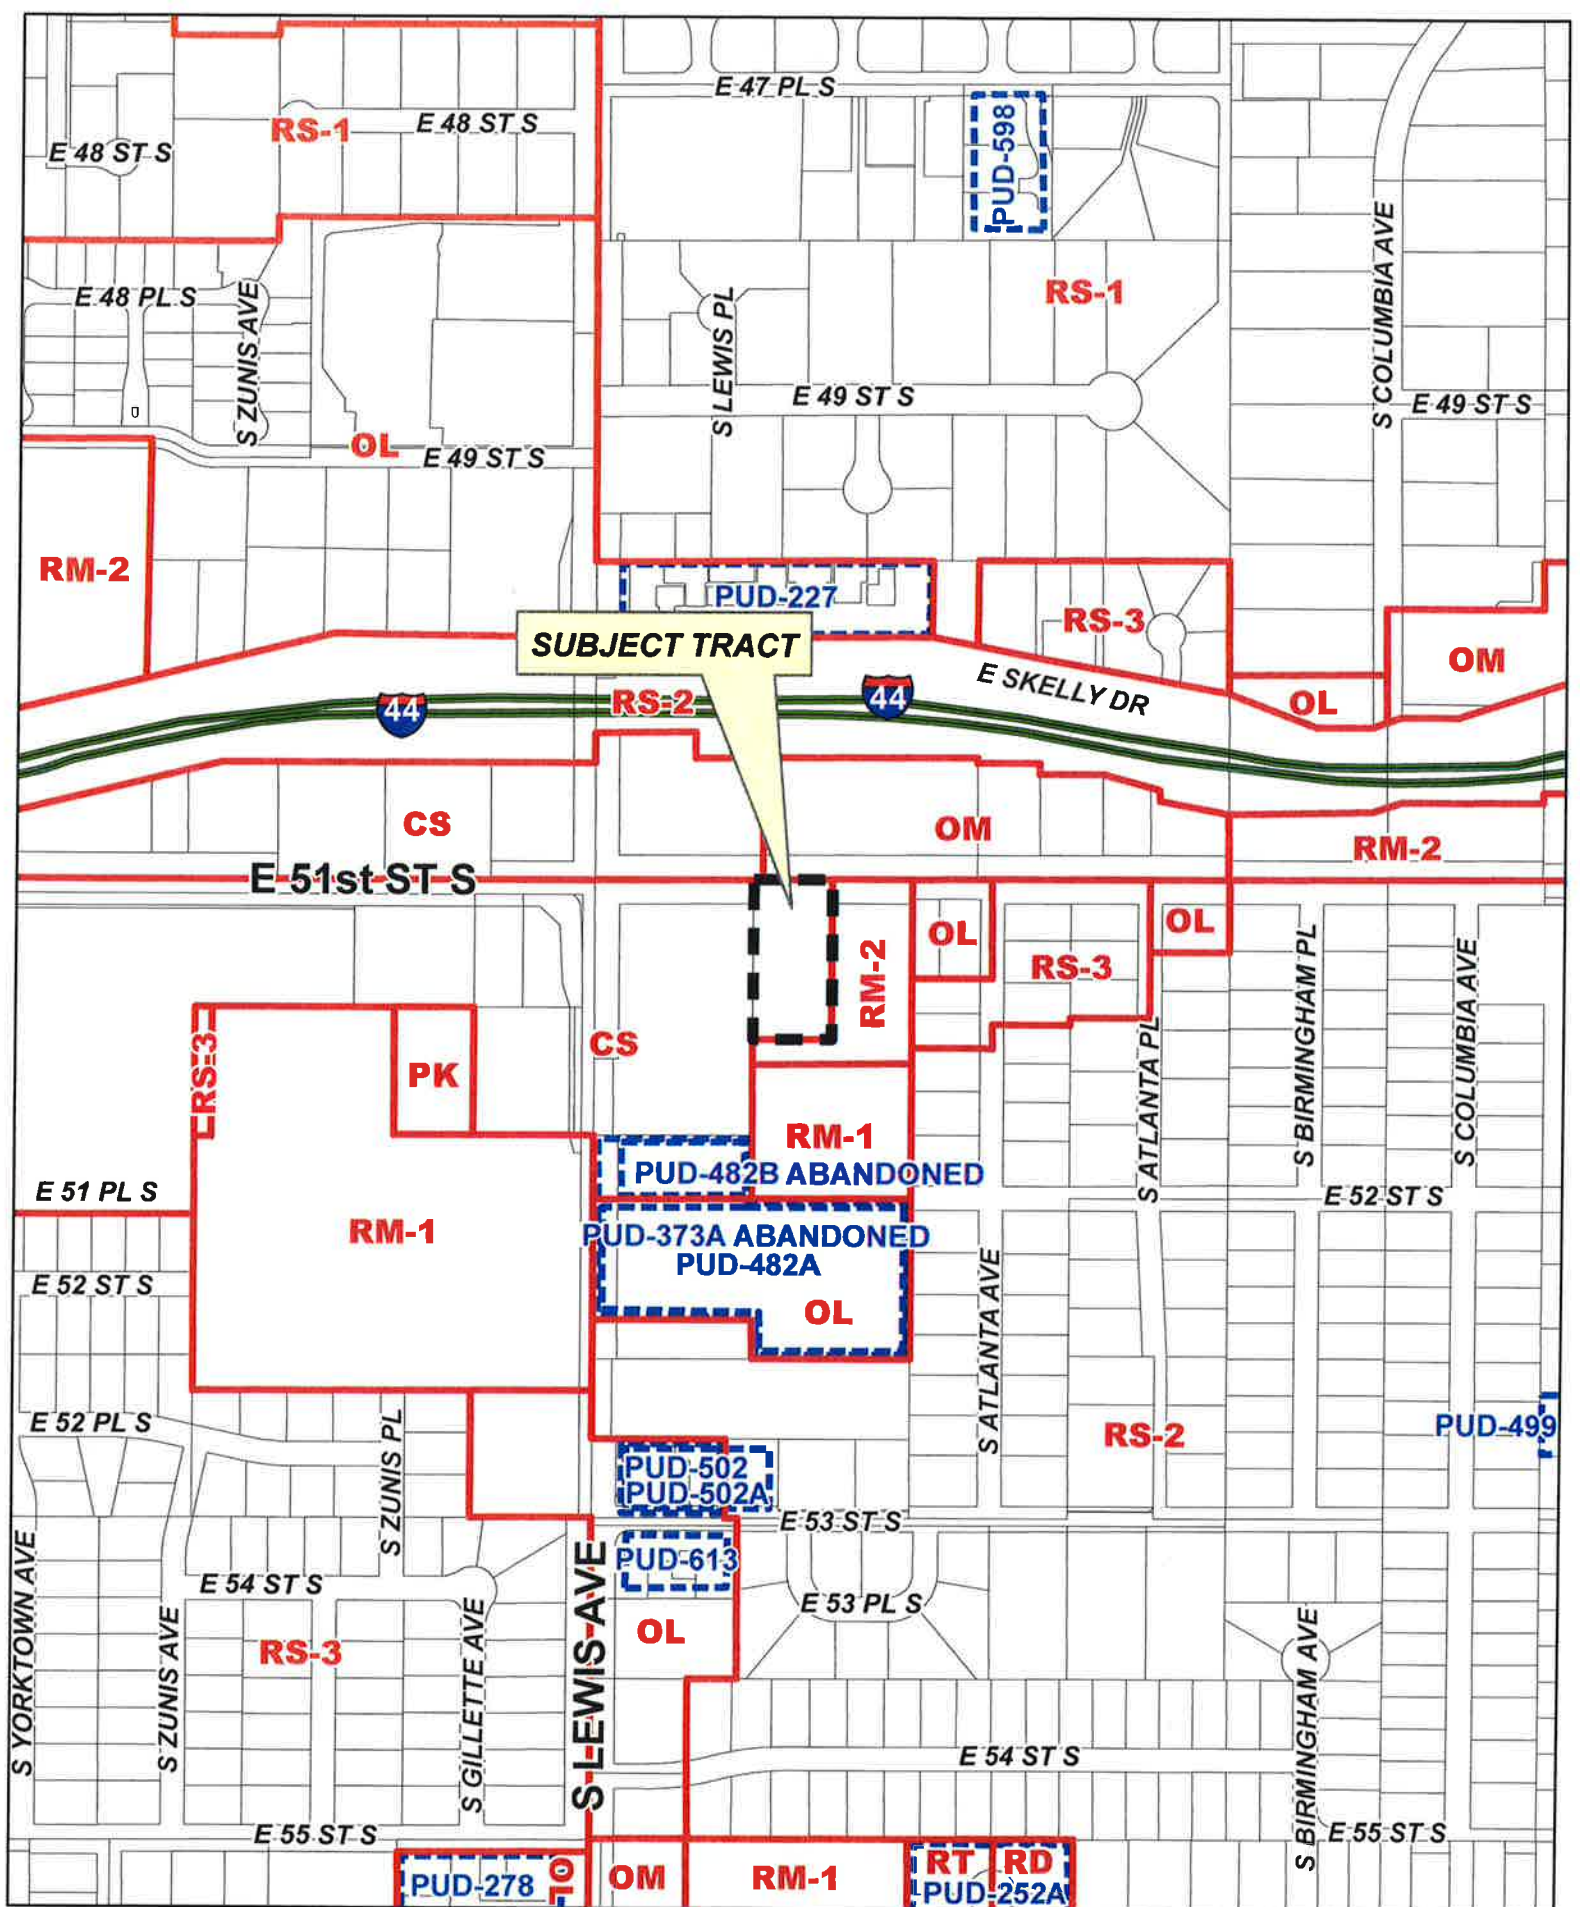 E 47 PL S
E 48 ST S
RS-1
E 48 ST S
PUD-598
S COLUMBIA AVE
E 48 PL S
S ZUNIS AVE
S LEWIS PL
RS-1
E 49 ST S
E 49 ST S
OL
E 49 ST S
RM-2
PUD-227
RS-3
SUBJECT TRACT
OM
E SKELLY DR
44
RS-2
44
OL
CS
OM
RM-2
E 51st ST S
OL
OL
RM-2
RS-3
S BIRMINGHAM PL
S COLUMBIA AVE
CS
RS-3
PK
S ATLANTA PL
RM-1
PUD-482B ABANDONED
E 51 PL S
E 52 ST S
RM-1
PUD-373A ABANDONED
PUD-482A
E 52 ST S
OL
S ATLANTA AVE
E 52 PL S
S ZUNIS PL
RS-2
PUD-499
PUD-502
PUD-502A
E 53 ST S
S YORKTOWN AVE
PUD-613
E 54 ST S
E 53 PL S
S ZUNIS AVE
RS-3
S GILLETTE AVE
S LEWIS AVE
OL
S BIRMINGHAM AVE
E 54 ST S
E 55 ST S
E 55 ST S
PUD-278
OL
OM
RM-1
RT
RD
PUD-252A